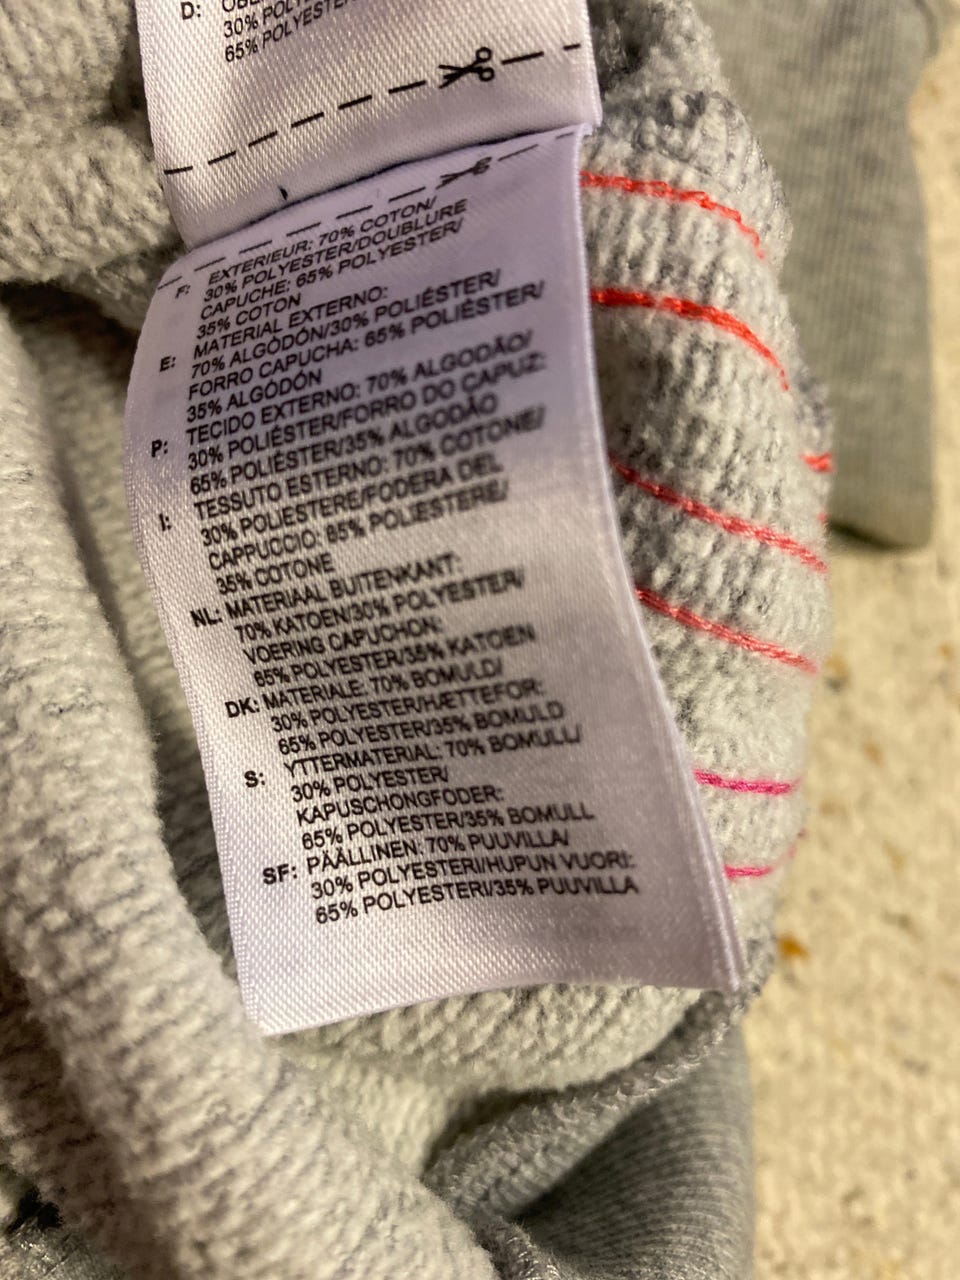 D:
30%
65% POLYESTER
F: EXTERIEUR: 70% COTON/
30% POLYESTER/DOUBLURE
CAPUCHE: 65% POLYESTER/
35% COTON
E: MATERIAL EXTERNO:
70% ALGODÓN/30% POLIÉSTER/
FORRO CAPUCHA: 65% POLIÉSTER/
35% ALGODÓN
P: TECIDO EXTERNO: 70% ALGODÃO/
30% POLIÉSTER/FORRO DO CAPUZ:
65% POLIÉSTER/35% ALGODÃO
I: TESSUTO ESTERNO: 70% COTONE/
30% POLIESTERE/FODERA DEL
CAPPUCCIO: 65% POLIESTERE/
35% COTONE
NL: MATERIAAL BUITENKANT:
70% KATOEN/30% POLYESTER/
VOERING CAPUCHON:
65% POLYESTER/35% KATOEN
DK: MATERIALE: 70% BOMULD/
30% POLYESTER/HÆTTEFOR:
65% POLYESTER/35% BOMULD
S: YTTERMATERIAL: 70% BOMULL/
30% POLYESTER/
KAPUSCHONGFODER:
65% POLYESTER/35% BOMULL
SF: PÄÄLLINEN: 70% PUUVILLA/
30% POLYESTERI/HUPUN VUORI:
65% POLYESTERI/35% PUUVILLA